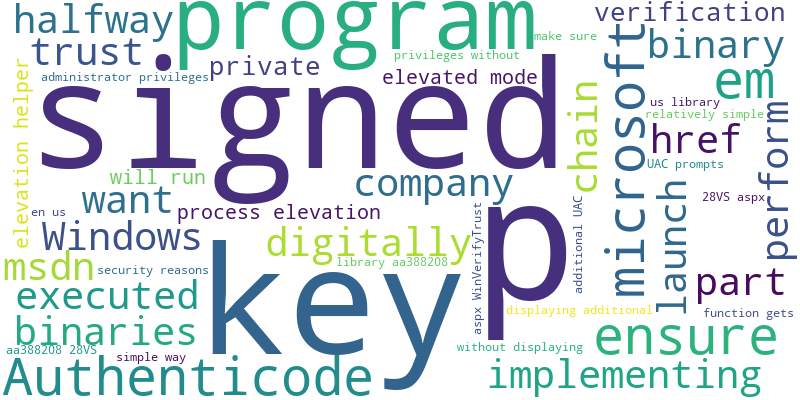 halfway
program
make sure
verification
trust
private
privileges without
binary
administrator privileges
elevated mode
em
signed
microsoft
chain
us library
relatively simple
href
perform
elevation helper
will run
company
UAC prompts
want
launch
28VS aspx
en us
process elevation
key
p
Windows
digitally
aspx WinVerifyTrust
additional UAC
msdn
security reasons
library aa388208
part
executed
displaying additional
function gets
binaries
ensure
aa388208 28VS
simple way
without displaying
Authenticode
implementing